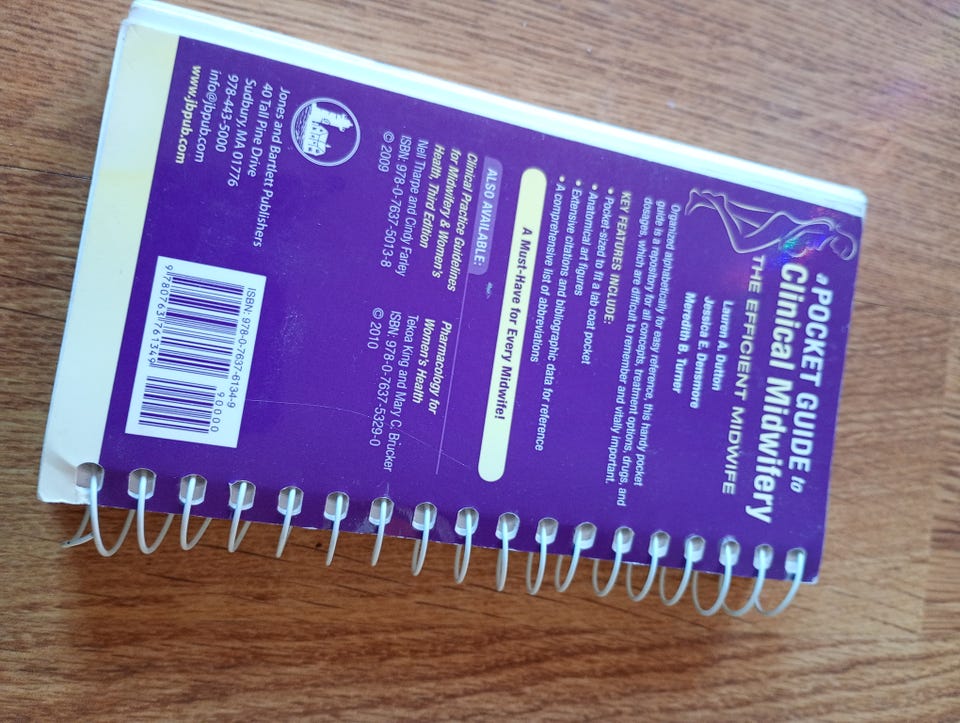 a POCKET GUIDE to
Clinical Midwifery
THE EFFICIENT MIDWIFE
Lauren A. Dutton
Jessica E. Densmore
Meredith B. Turner
Organized alphabetically for easy reference, this handy pocket
guide is a repository for all concepts, treatment options, drugs, and
dosages, which are difficult to remember and vitally important.
KEY FEATURES INCLUDE:
• Pocket-sized to fit a lab coat pocket
• Anatomical art figures
• Extensive citations and bibliographic data for reference
• A comprehensive list of abbreviations
A Must-Have for Every Midwife!
ALSO AVAILABLE:
Clinical Practice Guidelines
for Midwifery & Women's
Health, Third Edition
Nell Tharpe and Cindy Farley
ISBN: 978-0-7637-5013-8
© 2009
Pharmacology for
Women's Health
Tekoa King and Mary C. Brucker
ISBN: 978-0-7637-5329-0
© 2010
Jones and Bartlett Publishers
40 Tall Pine Drive
Sudbury, MA 01776
978-443-5000
info@jbpub.com
www.jbpub.com
ISBN: 978-0-7637-6134-9
90000
9 780763 761349